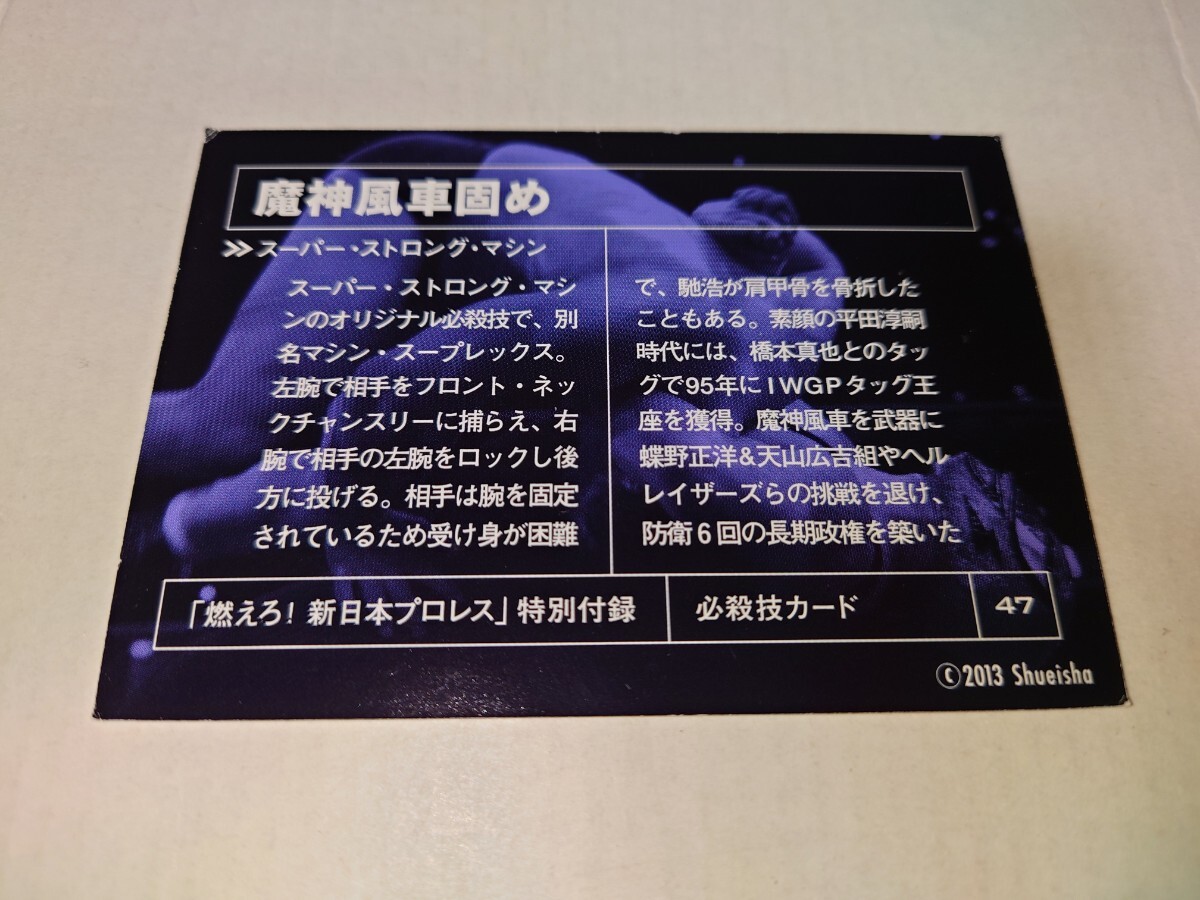 魔神風車固め
≫スーパー・ストロング・マシン
スーパー・ストロング・マシ
ンのオリジナル必殺技で、別
名マシン・スープレックス。
左腕で相手をフロント・ネッ
クチャンスリーに捕らえ、右
腕で相手の左腕をロックし後
方に投げる。相手は腕を固定
されているため受け身が困難
で、馳浩が肩甲骨を骨折した
こともある。素顔の平田淳嗣
時代には、橋本真也とのタッ
グで95年にIWGPタッグ王
座を獲得。魔神風車を武器に
蝶野正洋&天山広吉組やヘル
レイザーズらの挑戦を退け、
防衛6回の長期政権を築いた
「燃えろ!新日本プロレス」特別付録
必殺技カード
47
©2013 Shueisha